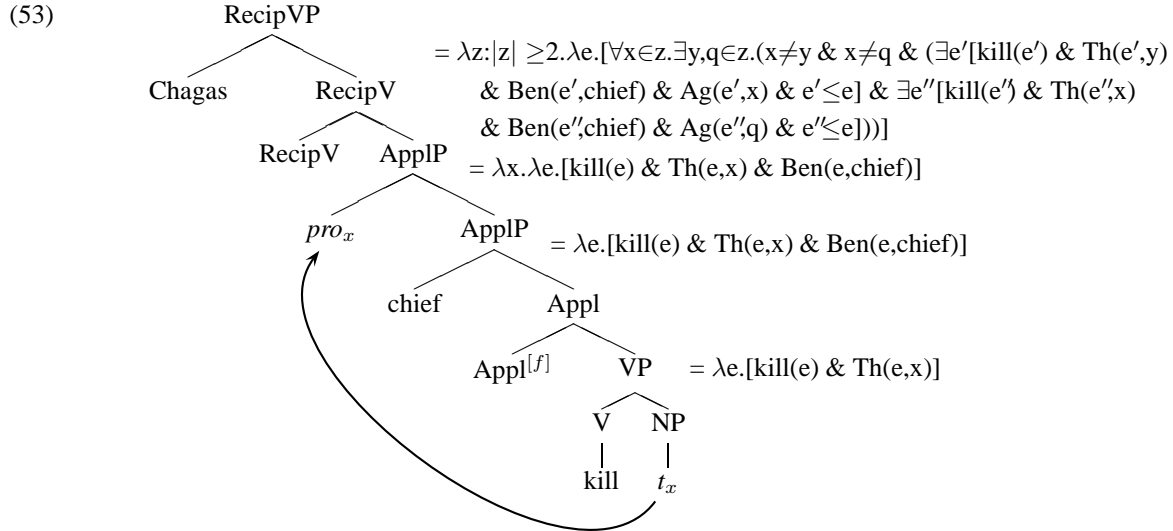 (53)
RecipVP
= λz:|z| ≥2.λe.[∀x∈z.∃y,q∈z.(x≠y & x≠q & (∃e′[kill(e′) & Th(e′,y)
Chagas RecipV & Ben(e′,chief) & Ag(e′,x) & e′≤e] & ∃e′′[kill(e′′) & Th(e′′,x)
& Ben(e′′,chief) & Ag(e′′,q) & e′′≤e]))]
RecipV ApplP = λx.λe.[kill(e) & Th(e,x) & Ben(e,chief)]
pro_x ApplP = λe.[kill(e) & Th(e,x) & Ben(e,chief)]
chief Appl
Appl^[f] VP = λe.[kill(e) & Th(e,x)]
V NP
kill t_x